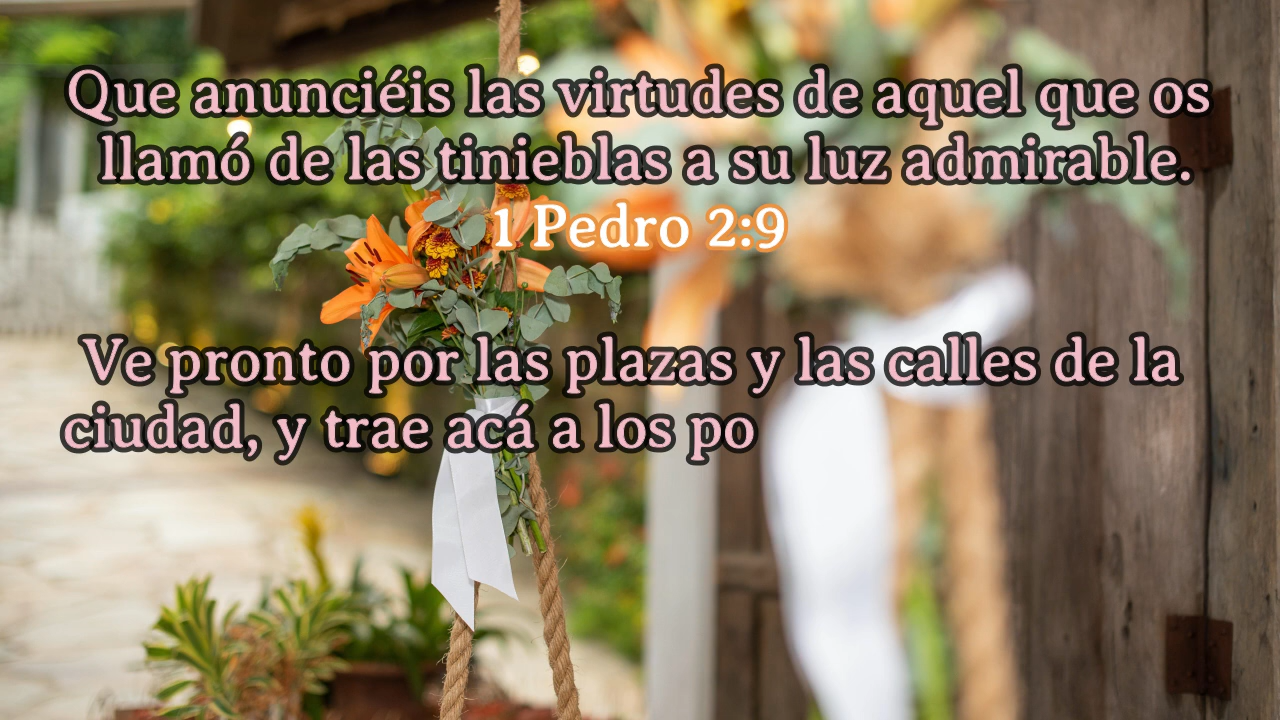 Que anunciéis las virtudes de aquel que os
llamó de las tinieblas a su luz admirable.
1 Pedro 2:9
Ve pronto por las plazas y las calles de la
ciudad, y trae acá a los po